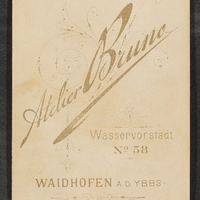 Atelier Bruno
Wasservorstadt
No 58
WAIDHOFEN A.D. YBBS.